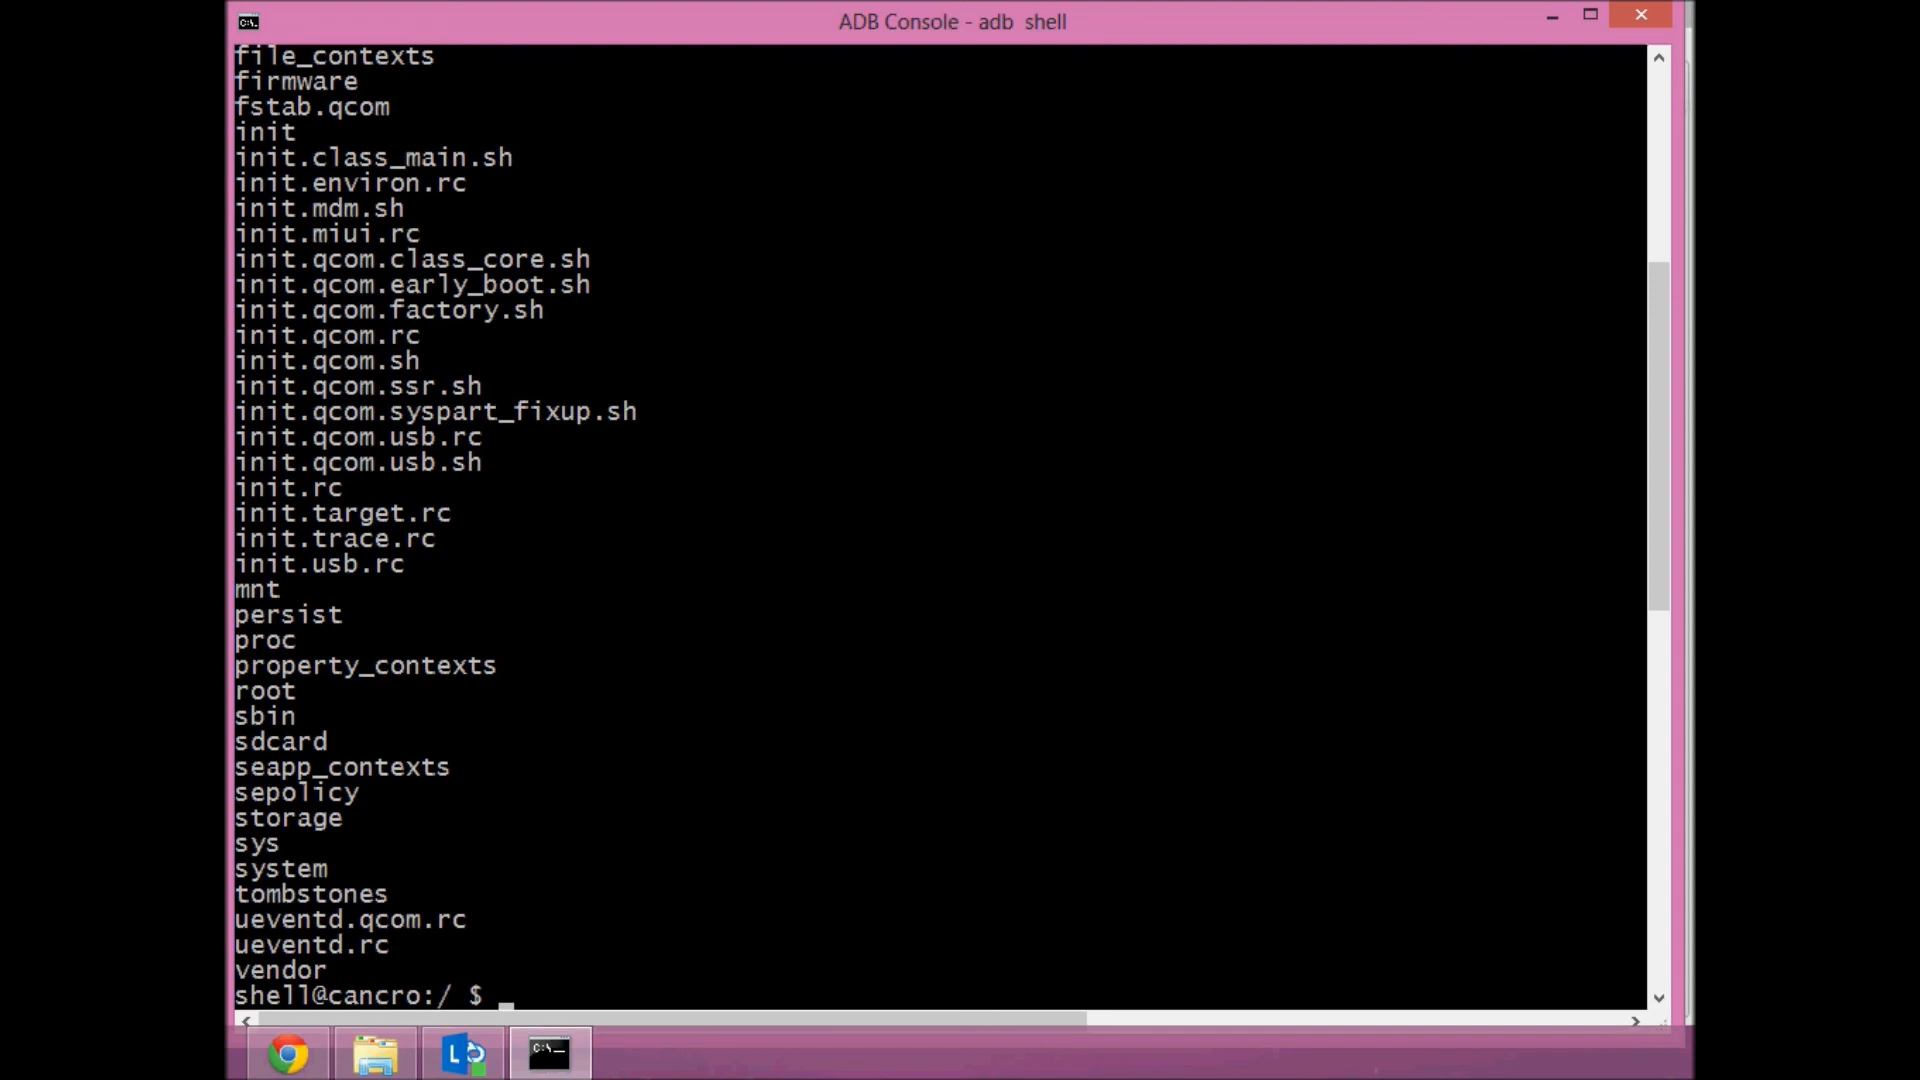 ADB Console - adb  shell
file_contexts
firmware
fstab.qcom
init
init.class_main.sh
init.environ.rc
init.mdm.sh
init.miui.rc
init.qcom.class_core.sh
init.qcom.early_boot.sh
init.qcom.factory.sh
init.qcom.rc
init.qcom.sh
init.qcom.ssr.sh
init.qcom.syspart_fixup.sh
init.qcom.usb.rc
init.qcom.usb.sh
init.rc
init.target.rc
init.trace.rc
init.usb.rc
mnt
persist
proc
property_contexts
root
sbin
sdcard
seapp_contexts
sepolicy
storage
sys
system
tombstones
ueventd.qcom.rc
ueventd.rc
vendor
shell@cancro:/ $ _